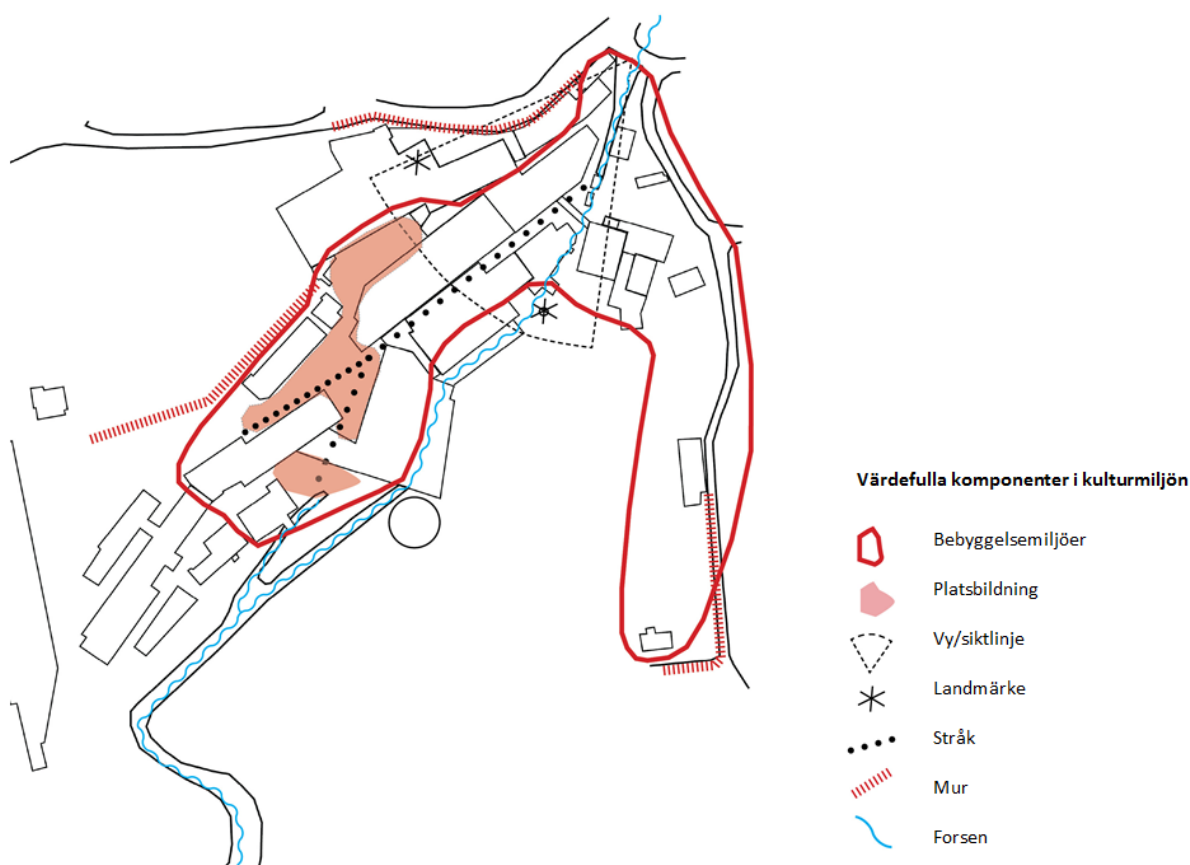 Värdefulla komponenter i kulturmiljön
Bebyggelsemiljöer
Platsbildning
Vy/siktlinje
Landmärke
Stråk
Mur
Forsen